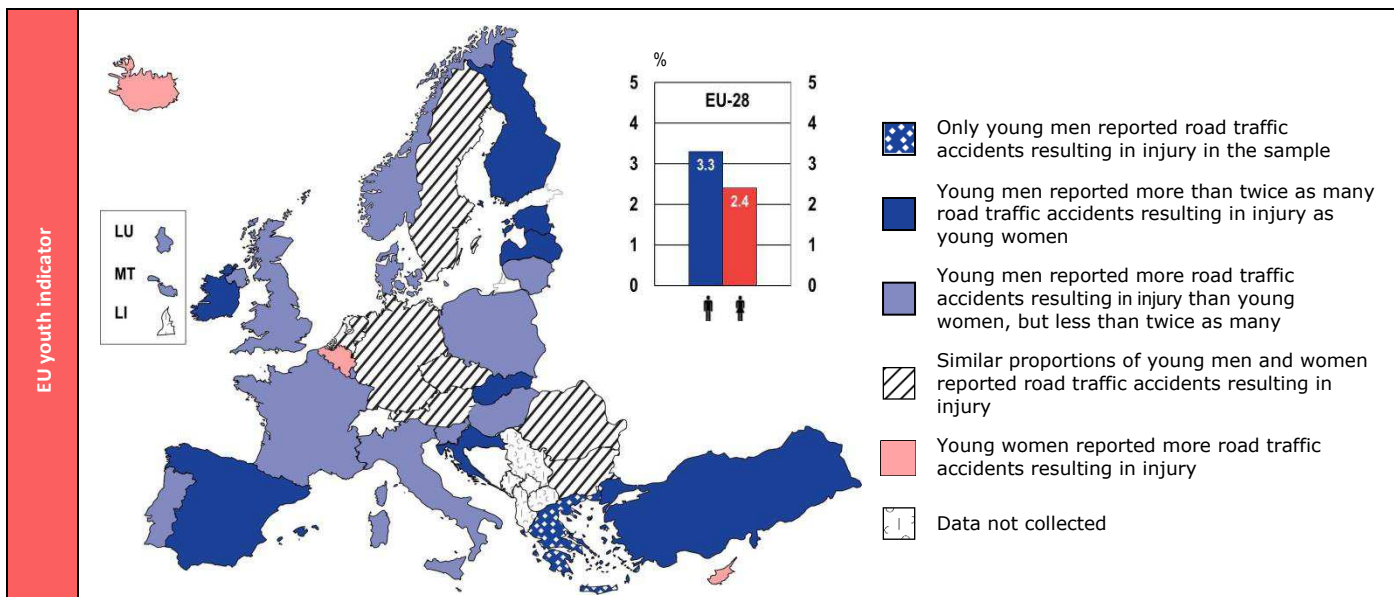 EU youth indicator
LU
MT
LI
%
EU-28
5
4
3
2
1
0
3.3
2.4
5
4
3
2
1
0
Only young men reported road traffic
accidents resulting in injury in the sample
Young men reported more than twice as many
road traffic accidents resulting in injury as
young women
Young men reported more road traffic
accidents resulting in injury than young
women, but less than twice as many
Similar proportions of young men and women
reported road traffic accidents resulting in
injury
Young women reported more road traffic
accidents resulting in injury
Data not collected